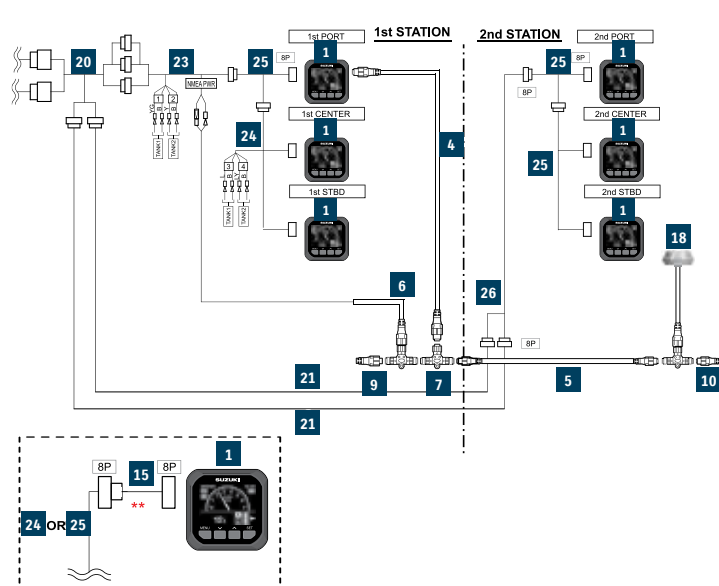 1st PORT
1st STATION
2nd STATION
2nd PORT
20
23
25
8P
1
25
8P
1
8P
NMEA PWR
YG
B
Y
B
1
2
TANK1
TANK2
1st CENTER
1
2nd CENTER
1
24
4
25
3
4
L
B
B
TANK1
TANK2
1st STBD
1
2nd STBD
1
18
6
26
8P
21
9
7
5
10
21
1
8P
15
8P
**
24 OR 25
SUZUKI
MENU
SET